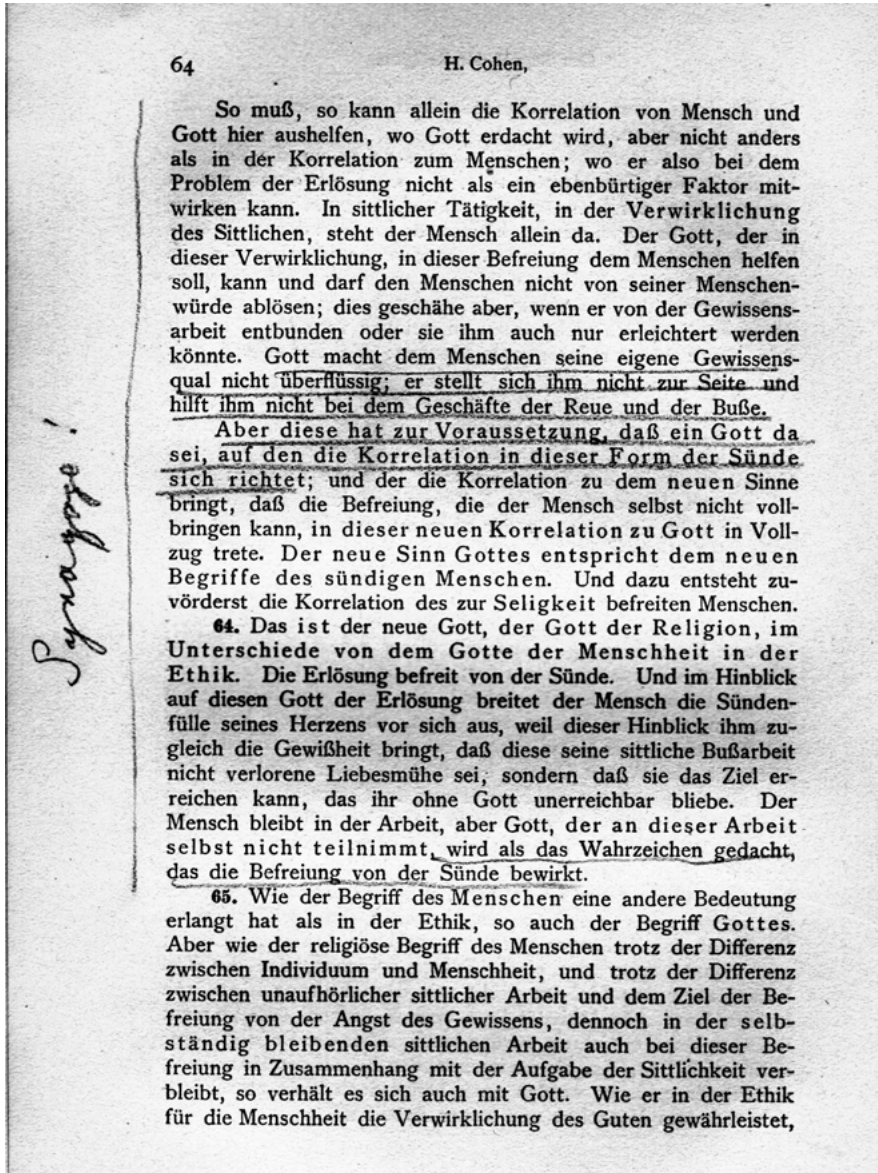 64
H. Cohen,
So muß, so kann allein die Korrelation von Mensch und
Gott hier aushelfen, wo Gott erdacht wird, aber nicht anders
als in der Korrelation zum Menschen; wo er also bei dem
Problem der Erlösung nicht als ein ebenbürtiger Faktor mit-
wirken kann. In sittlicher Tätigkeit, in der Verwirklichung
des Sittlichen, steht der Mensch allein da. Der Gott, der in
dieser Verwirklichung, in dieser Befreiung dem Menschen helfen
soll, kann und darf den Menschen nicht von seiner Menschen-
würde ablösen; dies geschähe aber, wenn er von der Gewissens-
arbeit entbunden oder sie ihm auch nur erleichtert werden
könnte. Gott macht dem Menschen seine eigene Gewissens-
qual nicht überflüssig; er stellt sich ihm nicht zur Seite und
hilft ihm nicht bei dem Geschäfte der Reue und der Buße.
Aber diese hat zur Voraussetzung, daß ein Gott da
sei, auf den die Korrelation in dieser Form der Sünde
sich richtet; und der die Korrelation zu dem neuen Sinne
bringt, daß die Befreiung, die der Mensch selbst nicht voll-
bringen kann, in dieser neuen Korrelation zu Gott in Voll-
zug trete. Der neue Sinn Gottes entspricht dem neuen
Begriffe des sündigen Menschen. Und dazu entsteht zu-
vörderst die Korrelation des zur Seligkeit befreiten Menschen.
64. Das ist der neue Gott, der Gott der Religion, im
Unterschiede von dem Gotte der Menschheit in der
Ethik. Die Erlösung befreit von der Sünde. Und im Hinblick
auf diesen Gott der Erlösung breitet der Mensch die Sünden-
fülle seines Herzens vor sich aus, weil dieser Hinblick ihm zu-
gleich die Gewißheit bringt, daß diese seine sittliche Bußarbeit
nicht verlorene Liebesmühe sei, sondern daß sie das Ziel er-
reichen kann, das ihr ohne Gott unerreichbar bliebe. Der
Mensch bleibt in der Arbeit, aber Gott, der an dieser Arbeit
selbst nicht teilnimmt, wird als das Wahrzeichen gedacht,
das die Befreiung von der Sünde bewirkt.
65. Wie der Begriff des Menschen eine andere Bedeutung
erlangt hat als in der Ethik, so auch der Begriff Gottes.
Aber wie der religiöse Begriff des Menschen trotz der Differenz
zwischen Individuum und Menschheit, und trotz der Differenz
zwischen unaufhörlicher sittlicher Arbeit und dem Ziel der Be-
freiung von der Angst des Gewissens, dennoch in der selb-
ständig bleibenden sittlichen Arbeit auch bei dieser Be-
freiung in Zusammenhang mit der Aufgabe der Sittlichkeit ver-
bleibt, so verhält es sich auch mit Gott. Wie er in der Ethik
für die Menschheit die Verwirklichung des Guten gewährleistet,
Synagoge!